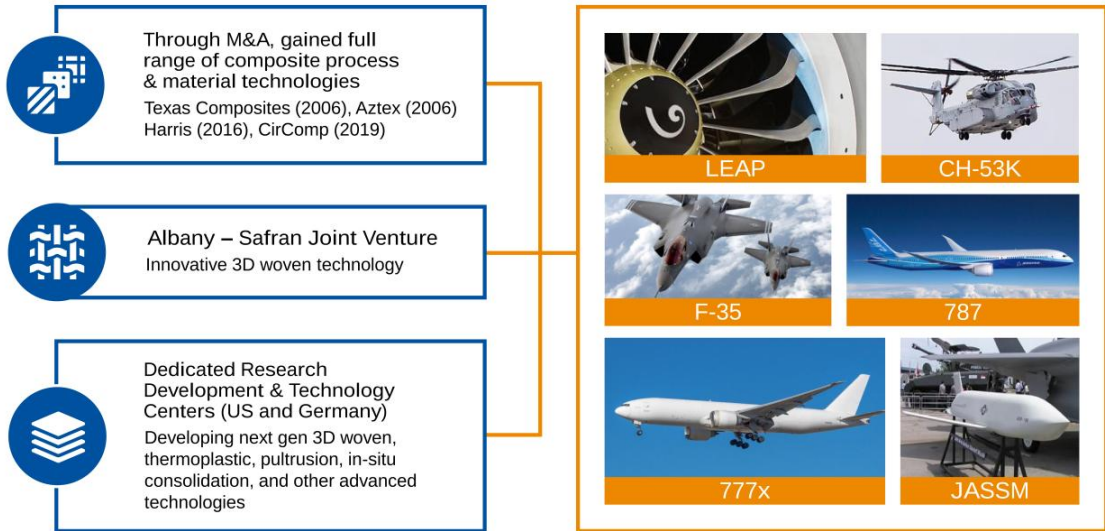 Through M&A, gained full
range of composite process
& material technologies
Texas Composites (2006), Aztex (2006)
Harris (2016), CirComp (2019)
Albany – Safran Joint Venture
Innovative 3D woven technology
Dedicated Research
Development & Technology
Centers (US and Germany)
Developing next gen 3D woven,
thermoplastic, pultrusion, in-situ
consolidation, and other advanced
technologies
LEAP
CH-53K
F-35
787
787
777x
JASSM